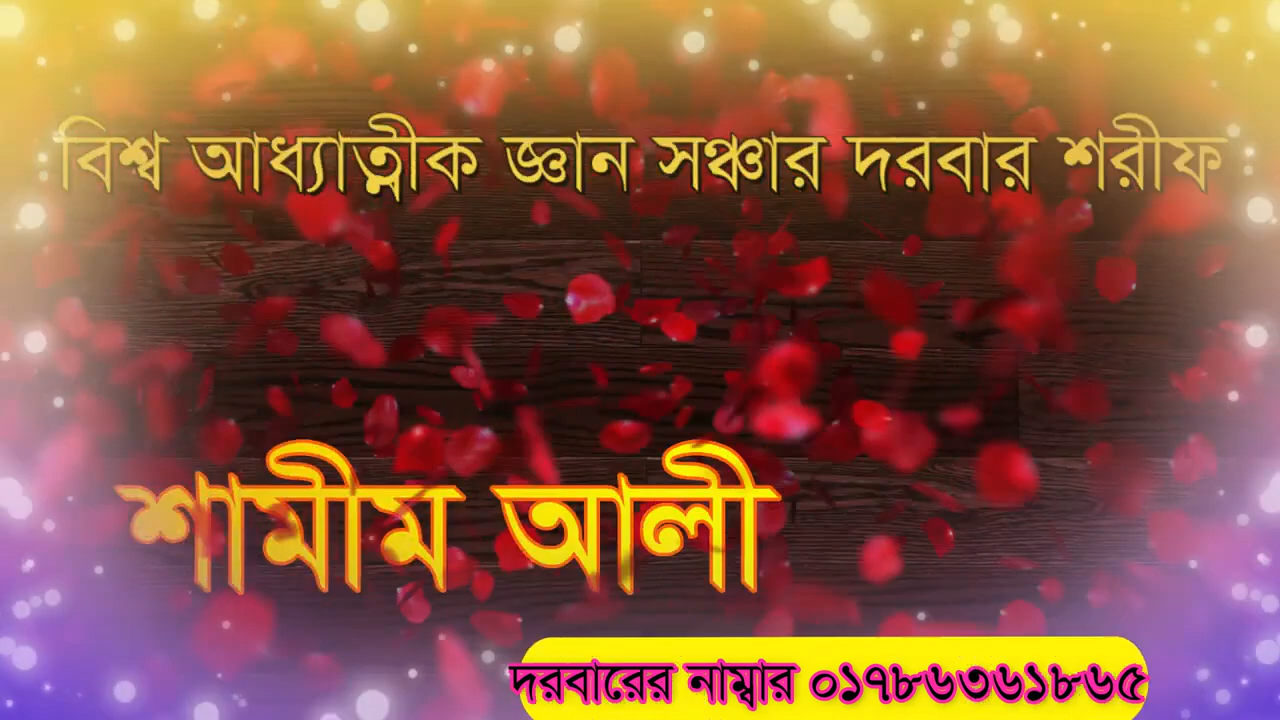 বিশ্ব আধ্যাত্নীক জ্ঞান সঞ্চার দরবার শরীফ
শামীম আলী
দরবারের নাম্বার ০১৭৮৬৩৬১৮৬৫